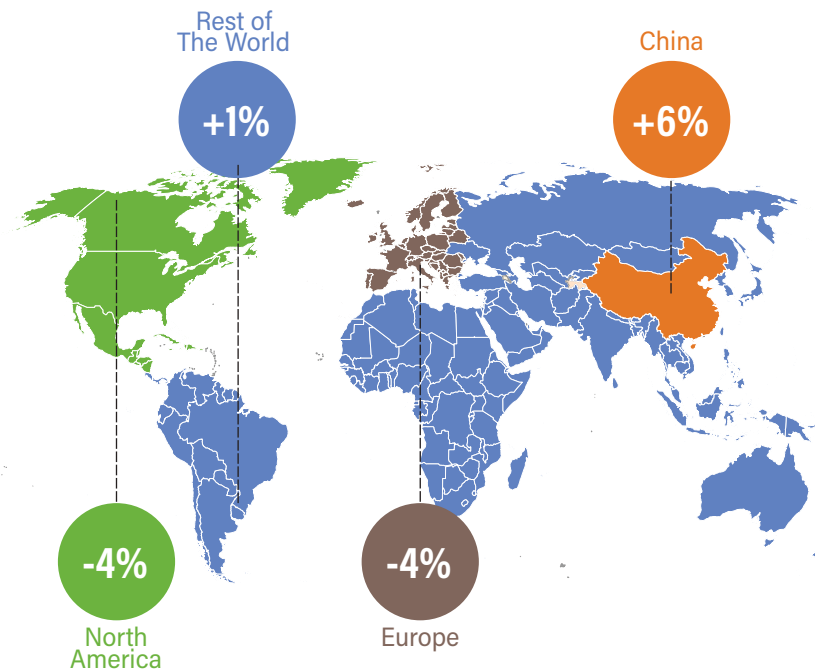 Rest of
The World
+1%
China
+6%
-4%
North
America
-4%
Europe